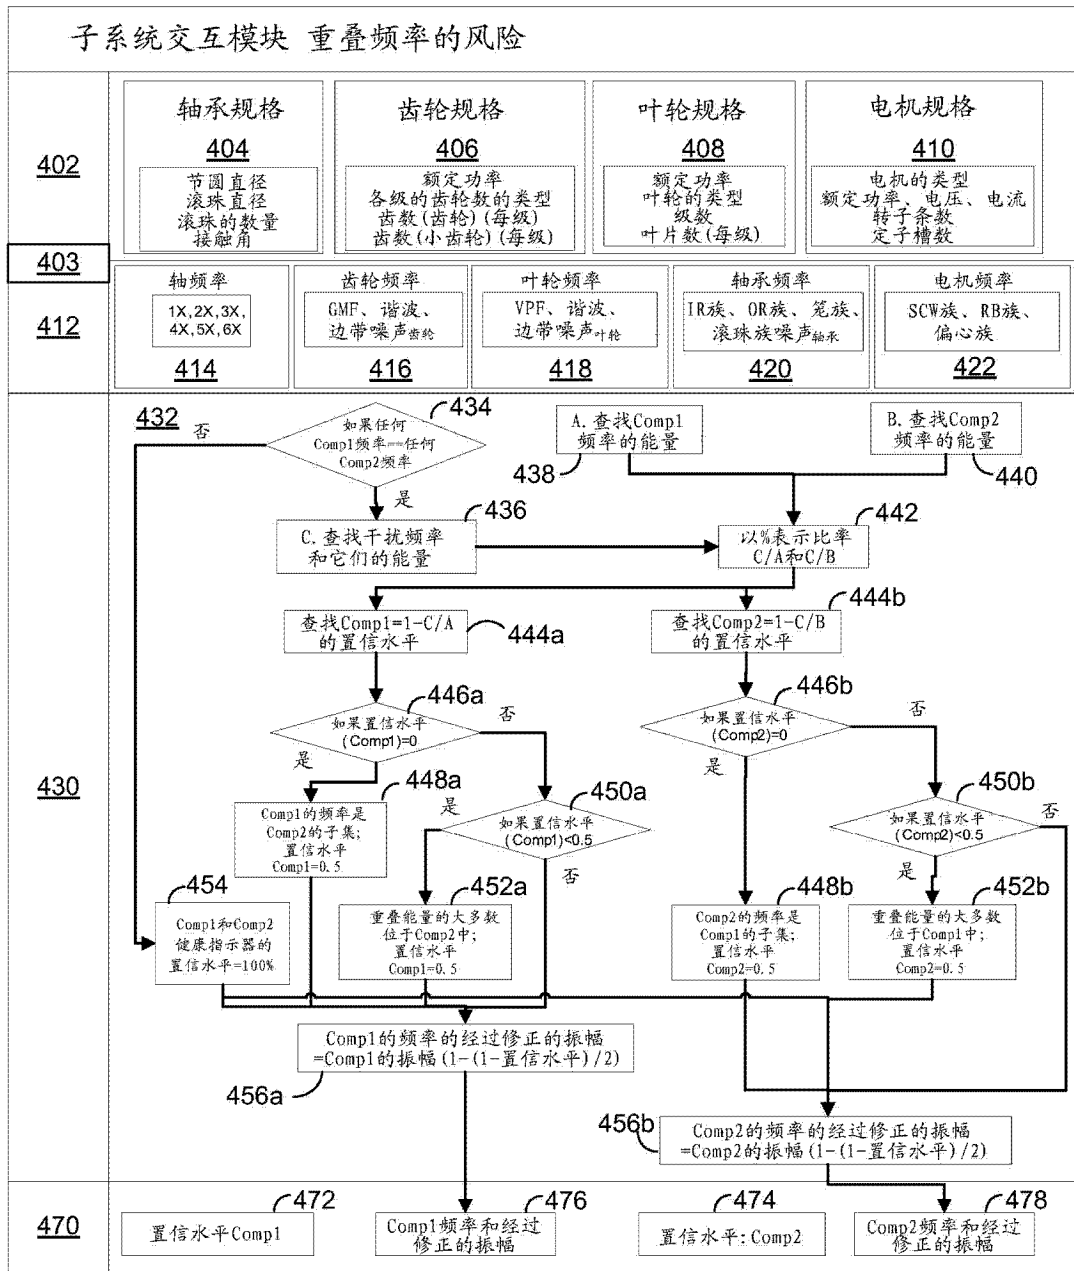 子系统交互模块 重叠频率的风险
402
轴承规格
404
节圆直径
滚珠直径
滚珠的数量
接触角
齿轮规格
406
额定功率
各级的齿轮数的类型
齿数(齿轮)(每级)
齿数(小齿轮)(每级)
叶轮规格
408
额定功率
叶轮的类型
级数
叶片数(每级)
电机规格
410
电机的类型
额定功率、电压、电流
转子条数
定子槽数
403
412
轴频率
1X,2X,3X,
4X,5X,6X
414
齿轮频率
GMF、谐波、
边带噪声齿轮
416
叶轮频率
VPF、谐波、
边带噪声叶轮
418
轴承频率
IR族、OR族、笼族、
滚珠族噪声轴承
420
电机频率
SCW族、RB族、
偏心族
422
430
432
否
434
如果任何
Comp1频率==任何
Comp2频率
是
A.查找Comp1
频率的能量
438
B.查找Comp2
频率的能量
440
436
C.查找干扰频率
和它们的能量
442
以%表示比率
C/A和C/B
查找Comp1=1-C/A
的置信水平
444a
查找Comp2=1-C/B
的置信水平
444b
446a
如果置信水平
(Comp1)=0
否
是
446b
如果置信水平
(Comp2)=0
否
是
448a
Comp1的频率是
Comp2的子集;
置信水平
Comp1=0.5
450a
如果置信水平
(Comp1)<0.5
是
否
450b
如果置信水平
(Comp2)<0.5
否
是
454
Comp1和Comp2
健康指示器的
置信水平=100%
452a
重叠能量的大多数
位于Comp2中;
置信水平
Comp1=0.5
448b
Comp2的频率是
Comp1的子集;
置信水平
Comp2=0.5
452b
重叠能量的大多数
位于Comp1中;
置信水平
Comp2=0.5
Comp1的频率的经过修正的振幅
=Comp1的振幅(1-(1-置信水平)/2)
456a
456b
Comp2的频率的经过修正的振幅
=Comp2的振幅(1-(1-置信水平)/2)
470
472
置信水平Comp1
476
Comp1频率和经过
修正的振幅
474
置信水平:Comp2
478
Comp2频率和经过
修正的振幅